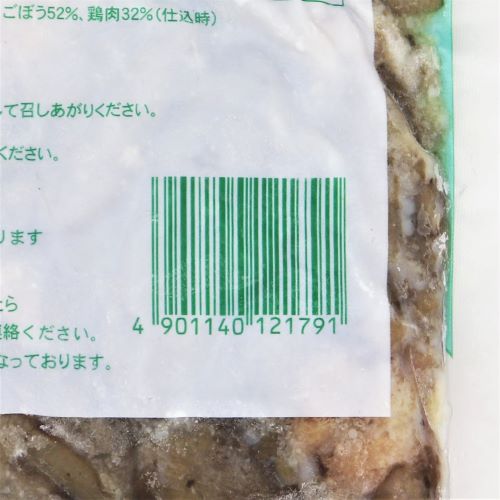 ごぼう52%、鶏肉32%(仕込時)
して召しあがりください。
ください。
ります
たら
連絡ください。
なっております。
4 901140 121791